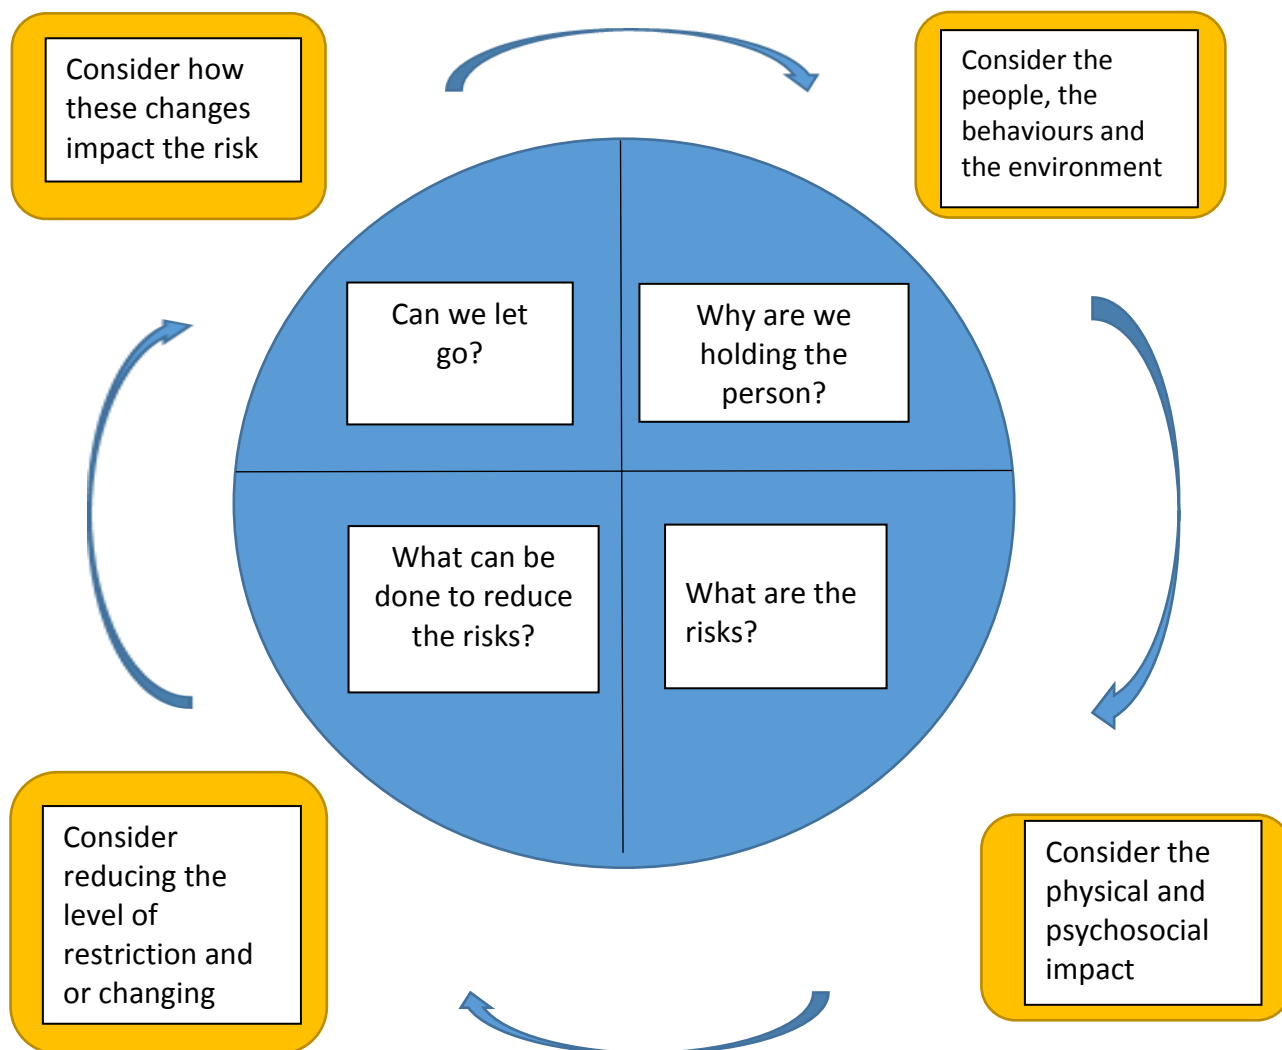 Consider how
these changes
impact the risk
Consider the
people, the
behaviours and
the environment
Can we let
go?
Why are we
holding the
person?
What can be
done to reduce
the risks?
What are the
risks?
Consider
reducing the
level of
restriction and
or changing
Consider the
physical and
psychosocial
impact